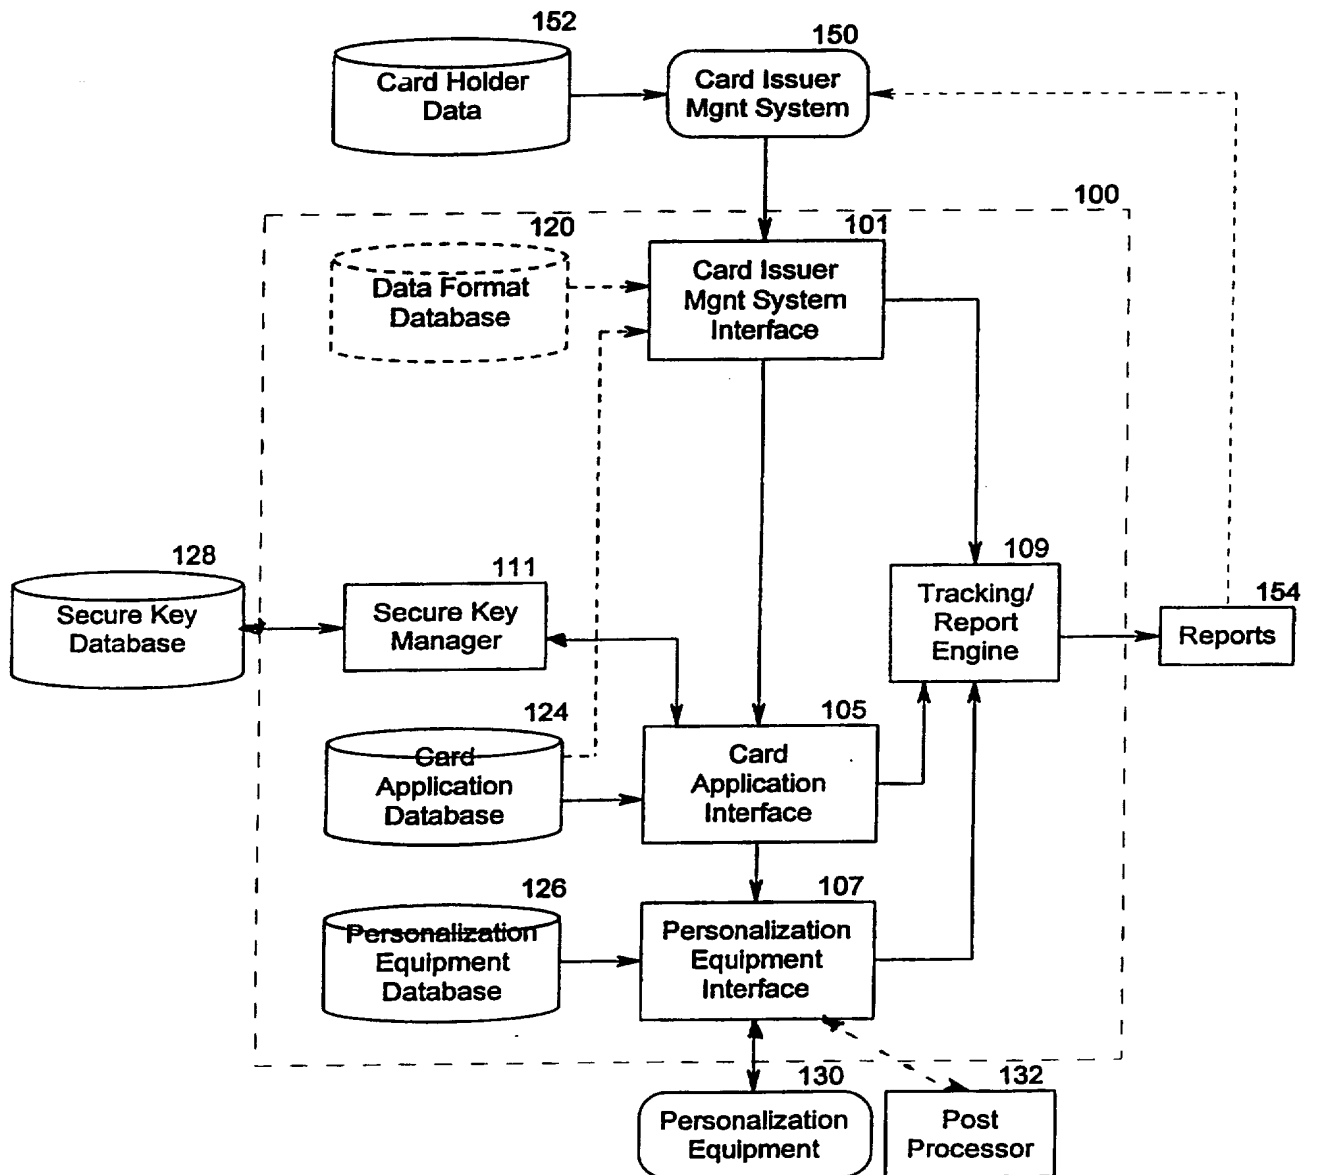 152
Card Holder
Data
150
Card Issuer
Mgnt System
100
120
Data Format
Database
101
Card Issuer
Mgnt System
Interface
128
Secure Key
Database
111
Secure Key
Manager
109
Tracking/
Report
Engine
154
Reports
124
Card
Application
Database
105
Card
Application
Interface
126
Personalization
Equipment
Database
107
Personalization
Equipment
Interface
130
Personalization
Equipment
132
Post
Processor